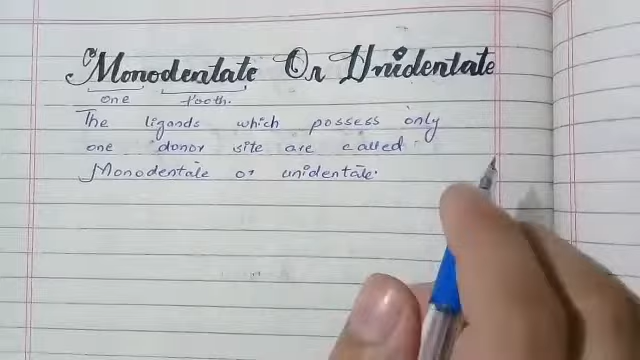 Monodentate Or Unidentate
one tooth.
The ligands which possess only
one donor site are called
Monodentate or unidentate.